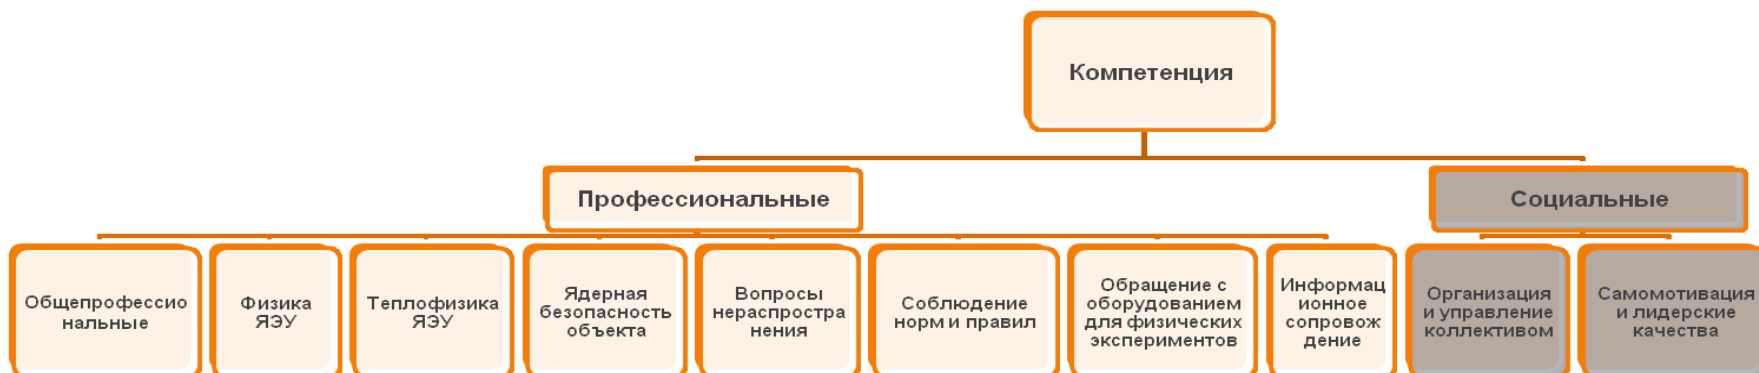 Компетенция
Профессиональные
Социальные
Общепрофессио
нальные
Физика
ЯЭУ
Теплофизика
ЯЭУ
Ядерная
безопасность
объекта
Вопросы
нераспростра
нения
Соблюдение
норм и правил
Обращение с
оборудованием
для физических
экспериментов
Информац
ионное
сопровож
дение
Организация
и управление
коллективом
Самомотивация
и лидерские
качества